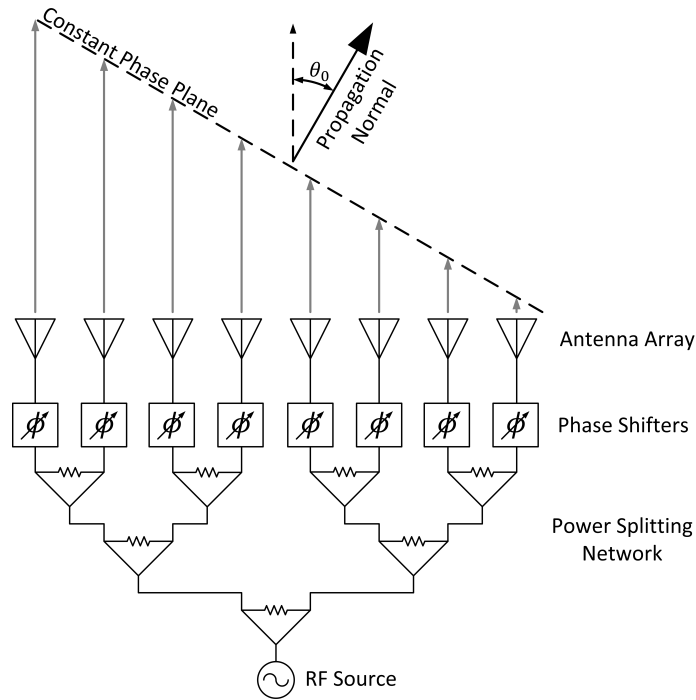 Constant Phase Plane
θ₀
Propagation
Normal
Antenna Array
ϕ ϕ ϕ ϕ ϕ ϕ ϕ ϕ
Phase Shifters
Power Splitting
Network
RF Source